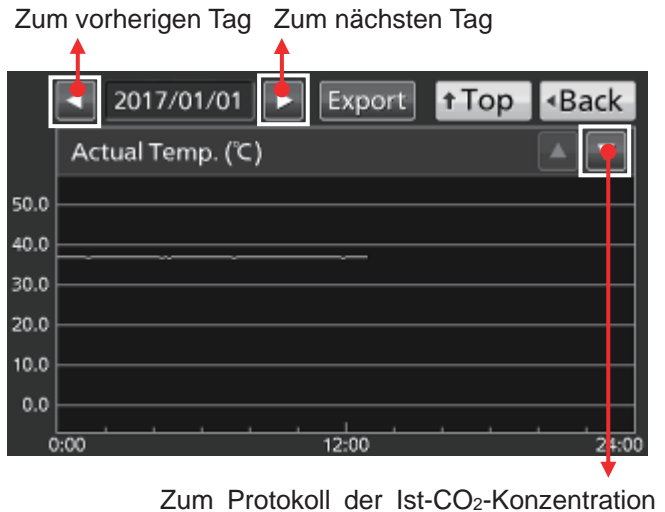 Zum vorherigen Tag Zum nächsten Tag
2017/01/01 Export ↑Top ◂Back
Actual Temp. (℃)
50.0
40.0
30.0
20.0
10.0
0.0
0:00 12:00 24:00
Zum Protokoll der Ist-CO₂-Konzentration